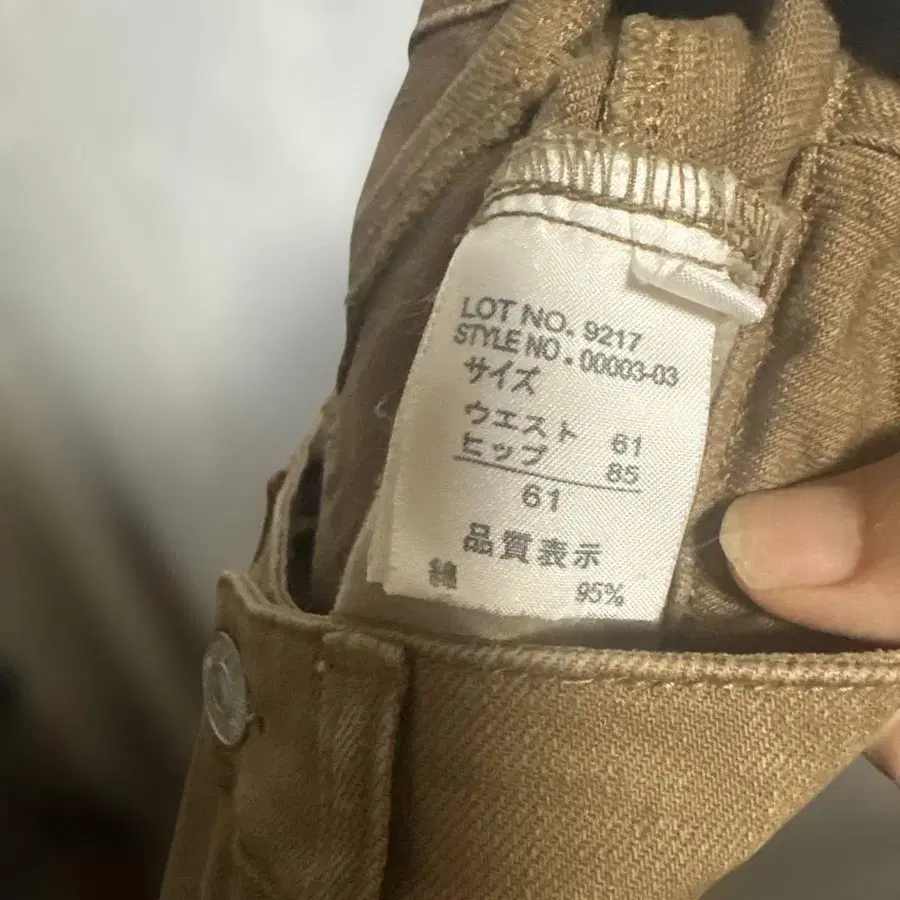 LOT NO. 9217
STYLE NO. 00003-03
サイズ
ウエスト 61
ヒップ 85
61
品質表示
綿 95%